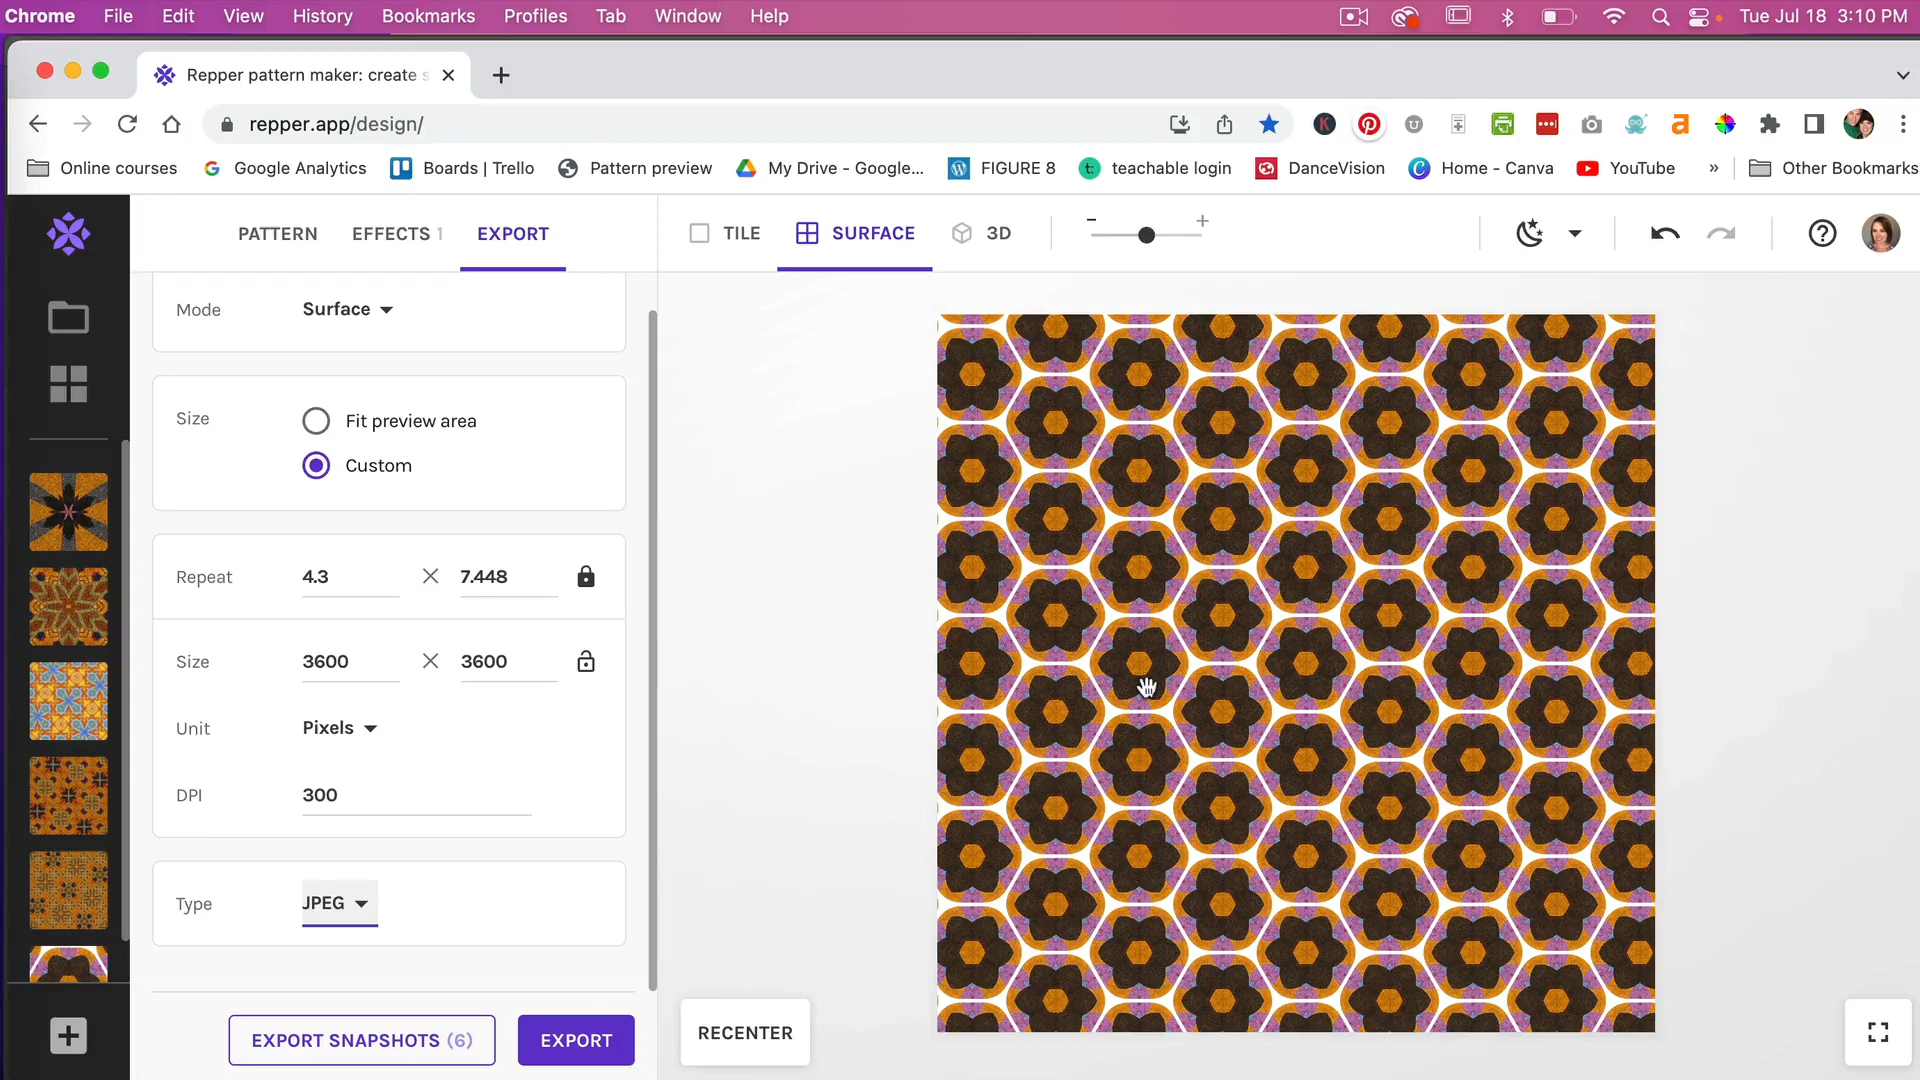 Chrome File Edit View History Bookmarks Profiles Tab Window Help Tue Jul 18 3:10 PM
Repper pattern maker: create s
repper.app/design/
Online courses Google Analytics Boards | Trello Pattern preview My Drive - Google... FIGURE 8 teachable login DanceVision Home - Canva YouTube » Other Bookmarks
PATTERN EFFECTS 1 EXPORT TILE SURFACE 3D
Mode Surface
Size Fit preview area
Custom
Repeat 4.3 7.448
Size 3600 3600
Unit Pixels
DPI 300
Type JPEG
EXPORT SNAPSHOTS (6) EXPORT RECENTER